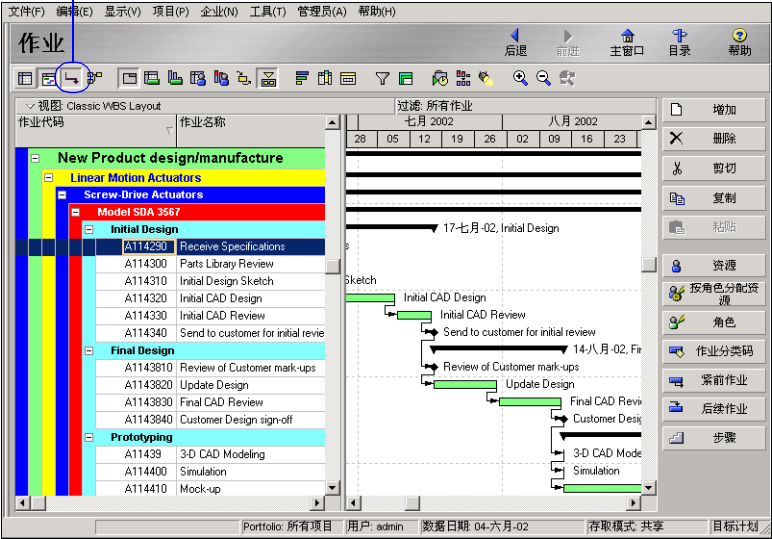 文件(F) 编辑(E) 显示(V) 项目(P) 企业(N) 工具(T) 管理员(A) 帮助(H)
作业
后退 前进 主窗口 目录 帮助
视图: Classic WBS Layout 过滤: 所有作业
作业代码 作业名称 七月 2002 八月 2002
28 05 12 19 26 02 09 16 23
New Product design/manufacture
Linear Motion Actuators
Screw-Drive Actuators
Model SDA 3567
Initial Design 17-七月-02, Initial Design
A114290 Receive Specifications s
A114300 Parts Library Review
A114310 Initial Design Sketch Sketch
A114320 Initial CAD Design Initial CAD Design
A114330 Initial CAD Review Initial CAD Review
A114340 Send to customer for initial revie Send to customer for initial review
Final Design 14-八月-02, Fir
A1143810 Review of Customer mark-ups Review of Customer mark-ups
A1143820 Update Design Update Design
A1143830 Final CAD Review Final CAD Revi
A1143840 Customer Design sign-off Customer Desig
Prototyping
A11439 3-D CAD Modeling 3-D CAD Mode
A114400 Simulation Simulation
A114410 Mock-up
增加
删除
剪切
复制
粘贴
资源
按角色分配资源
角色
作业分类码
紧前作业
后续作业
步骤
Portfolio: 所有项目 用户: admin 数据日期: 04-六月-02 存取模式: 共享 目标计划